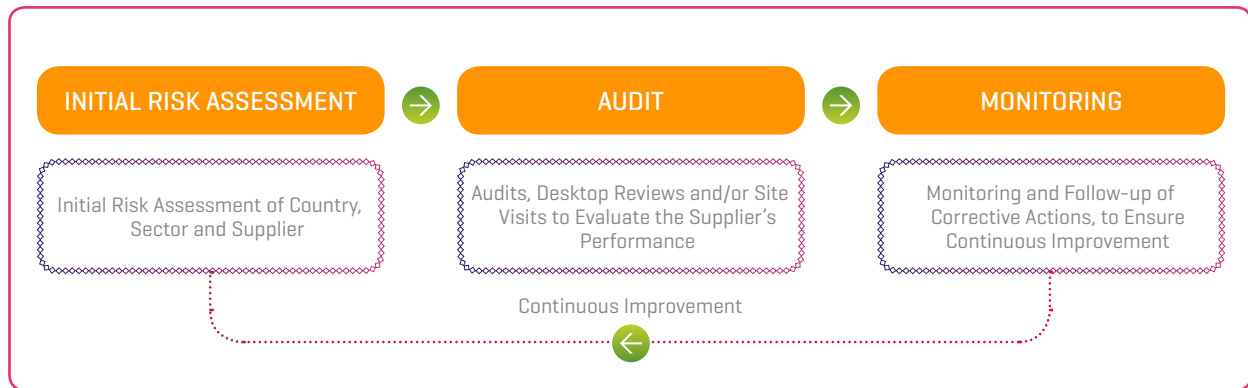 INITIAL RISK ASSESSMENT
AUDIT
MONITORING
Initial Risk Assessment of Country,
Sector and Supplier
Audits, Desktop Reviews and/or Site
Visits to Evaluate the Supplier's
Performance
Monitoring and Follow-up of
Corrective Actions, to Ensure
Continuous Improvement
Continuous Improvement